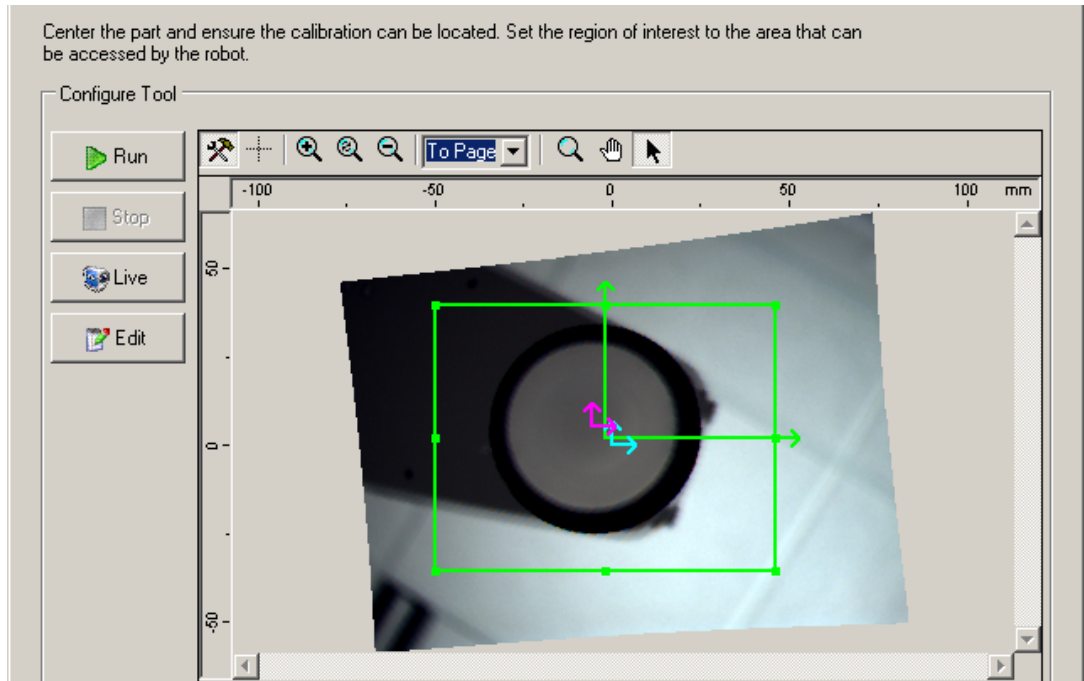 Center the part and ensure the calibration can be located. Set the region of interest to the area that can
be accessed by the robot.
Configure Tool
Run
To Page
-100 -50 0 50 100 mm
Stop
Live
50
Edit
0
-50